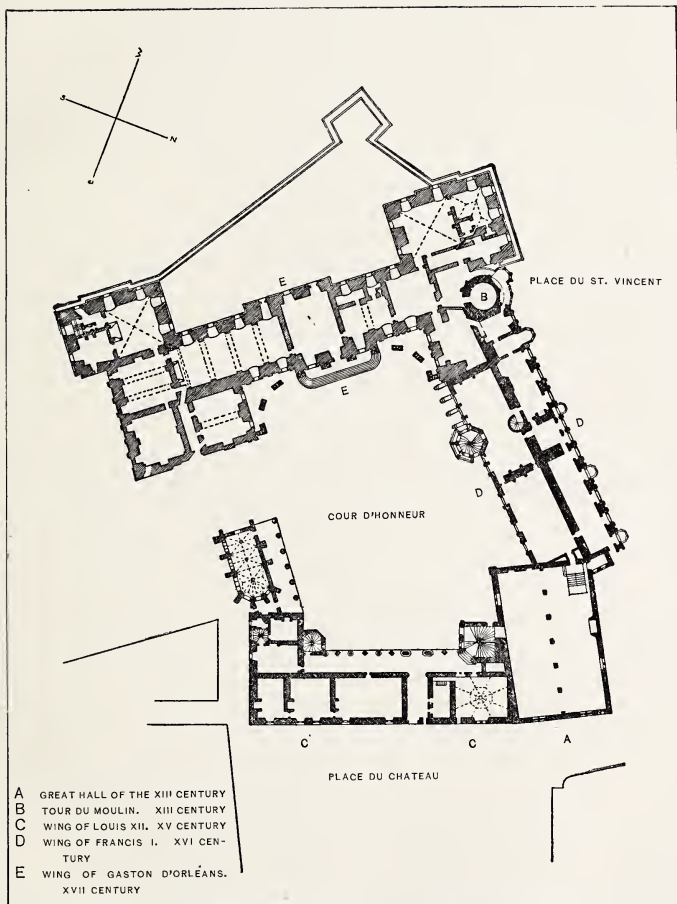 W
S
N
E
E
PLACE DU ST. VINCENT
B
E
D
D
COUR D'HONNEUR
C
C
A
PLACE DU CHATEAU
A GREAT HALL OF THE XIII CENTURY
B TOUR DU MOULIN. XIII CENTURY
C WING OF LOUIS XII. XV CENTURY
D WING OF FRANCIS I. XVI CEN-
TURY
E WING OF GASTON D'ORLÉANS.
XVII CENTURY